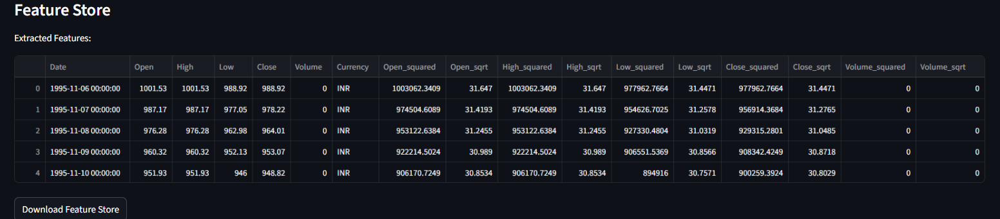 Feature Store
Extracted Features:
Date Open High Low Close Volume Currency Open_squared Open_sqrt High_squared High_sqrt Low_squared Low_sqrt Close_squared Close_sqrt Volume_squared Volume_sqrt
0 1995-11-06 00:00:00 1001.53 1001.53 988.92 988.92 0 INR 1003062.3409 31.647 1003062.3409 31.647 977962.7664 31.4471 977962.7664 31.4471 0 0
1 1995-11-07 00:00:00 987.17 987.17 977.05 978.22 0 INR 974504.6089 31.4193 974504.6089 31.4193 954626.7025 31.2578 956914.3684 31.2765 0 0
2 1995-11-08 00:00:00 976.28 976.28 962.98 964.01 0 INR 953122.6384 31.2455 953122.6384 31.2455 927330.4804 31.0319 929315.2801 31.0485 0 0
3 1995-11-09 00:00:00 960.32 960.32 952.13 953.07 0 INR 922214.5024 30.989 922214.5024 30.989 906551.5369 30.8566 908342.4249 30.8718 0 0
4 1995-11-10 00:00:00 951.93 951.93 946 948.82 0 INR 906170.7249 30.8534 906170.7249 30.8534 894916 30.7571 900259.3924 30.8029 0 0
Download Feature Store